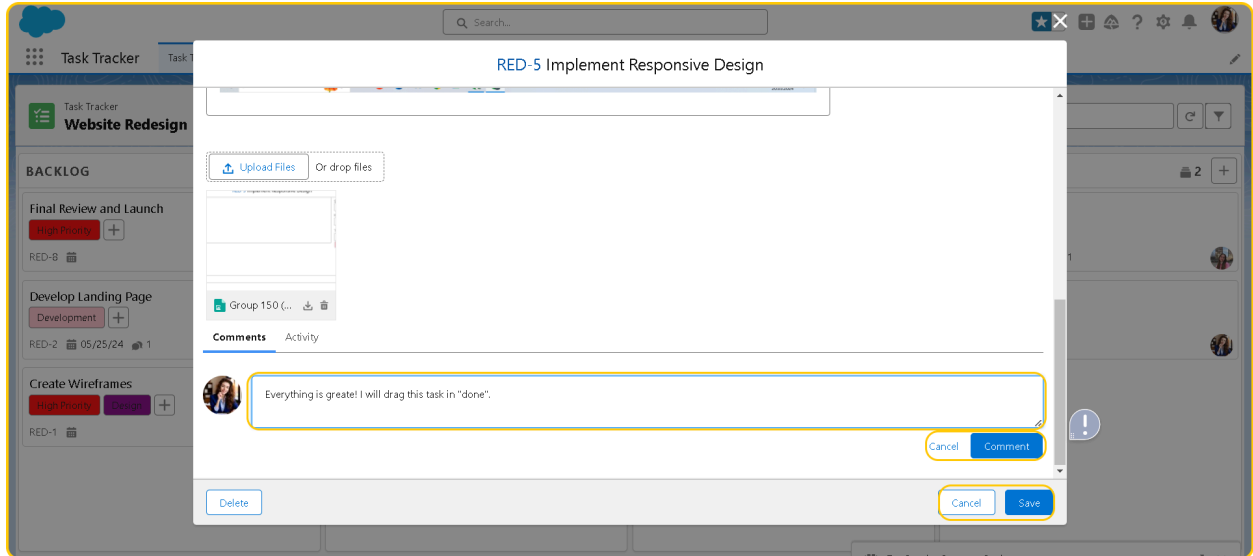 Search...
Task Tracker
Task T
RED-5 Implement Responsive Design
Task Tracker
Website Redesign
Upload Files Or drop files
BACKLOG
2
Final Review and Launch
High Priority
RED-8
1
Group 150 (...
Develop Landing Page
Development
RED-2 05/25/24 1
Comments Activity
Create Wireframes
High Priority Design
RED-1
Everything is greate! I will drag this task in "done".
Cancel Comment
Delete
Cancel Save